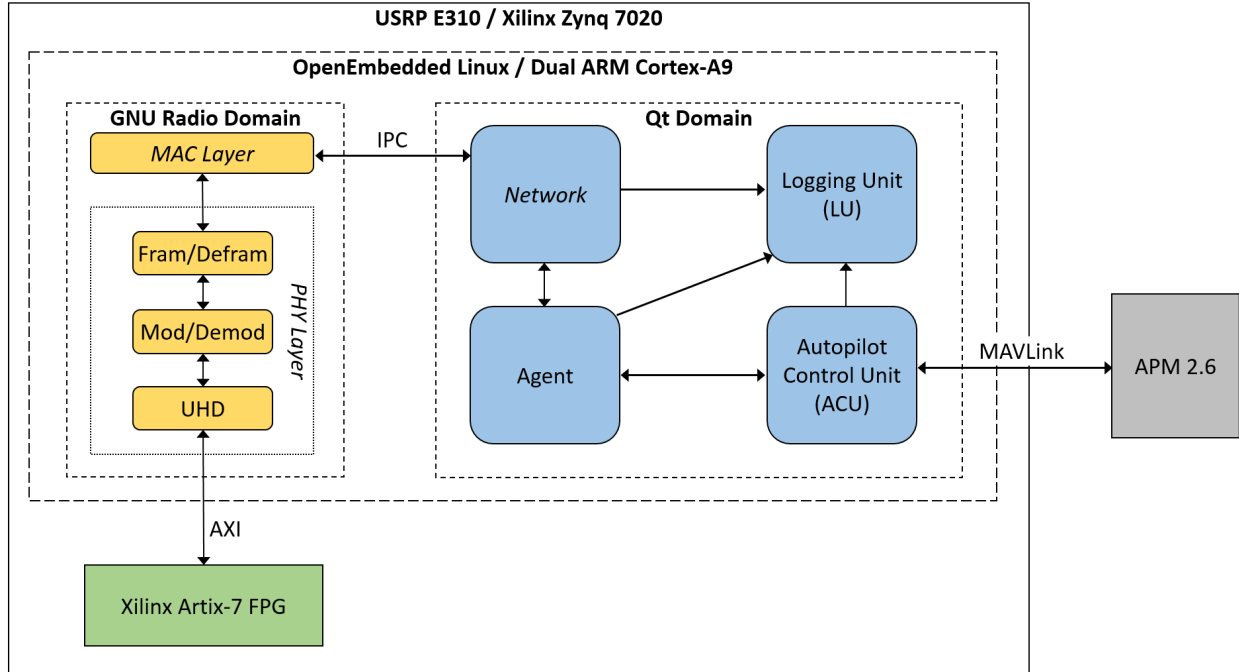 USRP E310 / Xilinx Zynq 7020
OpenEmbedded Linux / Dual ARM Cortex-A9
GNU Radio Domain
MAC Layer
Fram/Defram
Mod/Demod
UHD
PHY Layer
IPC
Qt Domain
Network
Logging Unit
(LU)
Agent
Autopilot
Control Unit
(ACU)
MAVLink
APM 2.6
AXI
Xilinx Artix-7 FPG